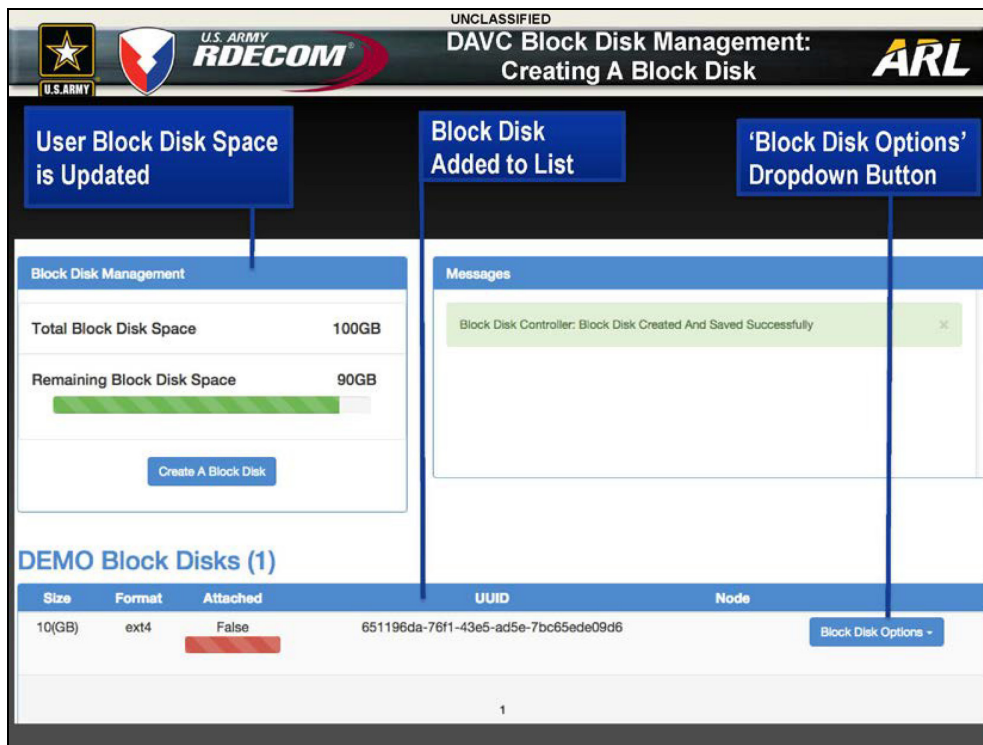 UNCLASSIFIED
U.S. ARMY
RDECOM®
DAVC Block Disk Management:
Creating A Block Disk
ARL
U.S.ARMY
User Block Disk Space
is Updated
Block Disk
Added to List
‘Block Disk Options’
Dropdown Button
Block Disk Management
Total Block Disk Space 100GB
Remaining Block Disk Space 90GB
Create A Block Disk
Messages
Block Disk Controller: Block Disk Created And Saved Successfully ×
DEMO Block Disks (1)
Size Format Attached UUID Node
10(GB) ext4 False 651196da-76f1-43e5-ad5e-7bc65ede09d6 Block Disk Options
1